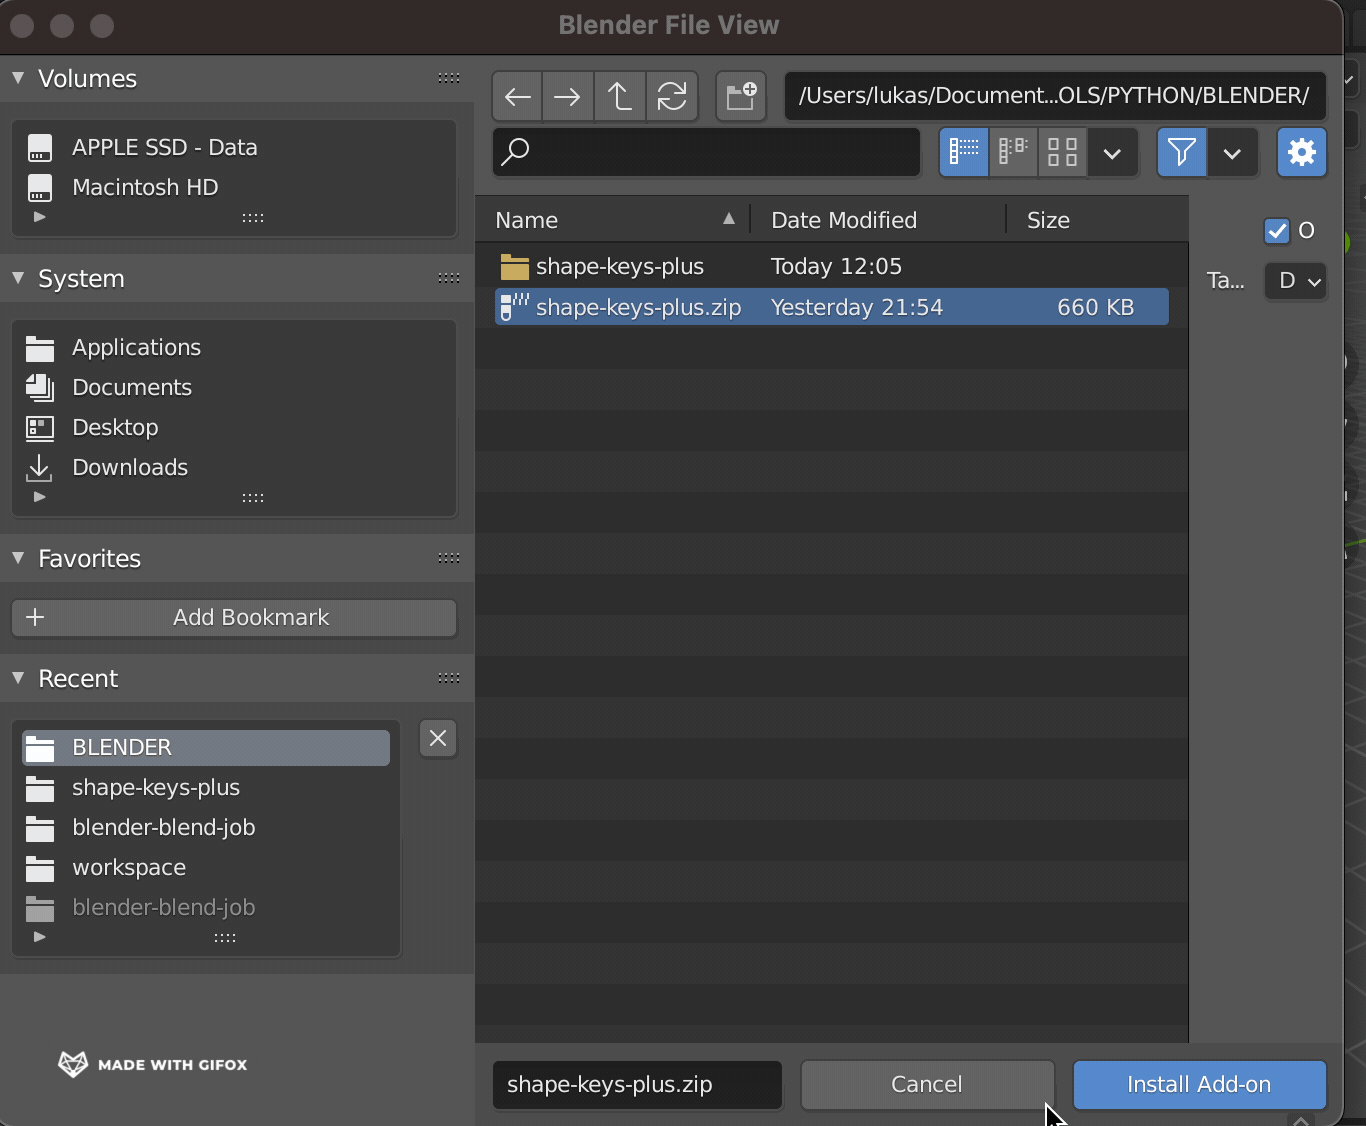 Blender File View
Volumes
APPLE SSD - Data
Macintosh HD
System
Applications
Documents
Desktop
Downloads
Favorites
Add Bookmark
Recent
BLENDER
shape-keys-plus
blender-blend-job
workspace
blender-blend-job
MADE WITH GIFOX
/Users/lukas/Document...OLS/PYTHON/BLENDER/
Name Date Modified Size
shape-keys-plus Today 12:05
shape-keys-plus.zip Yesterday 21:54 660 KB
O
Ta... D
shape-keys-plus.zip Cancel Install Add-on